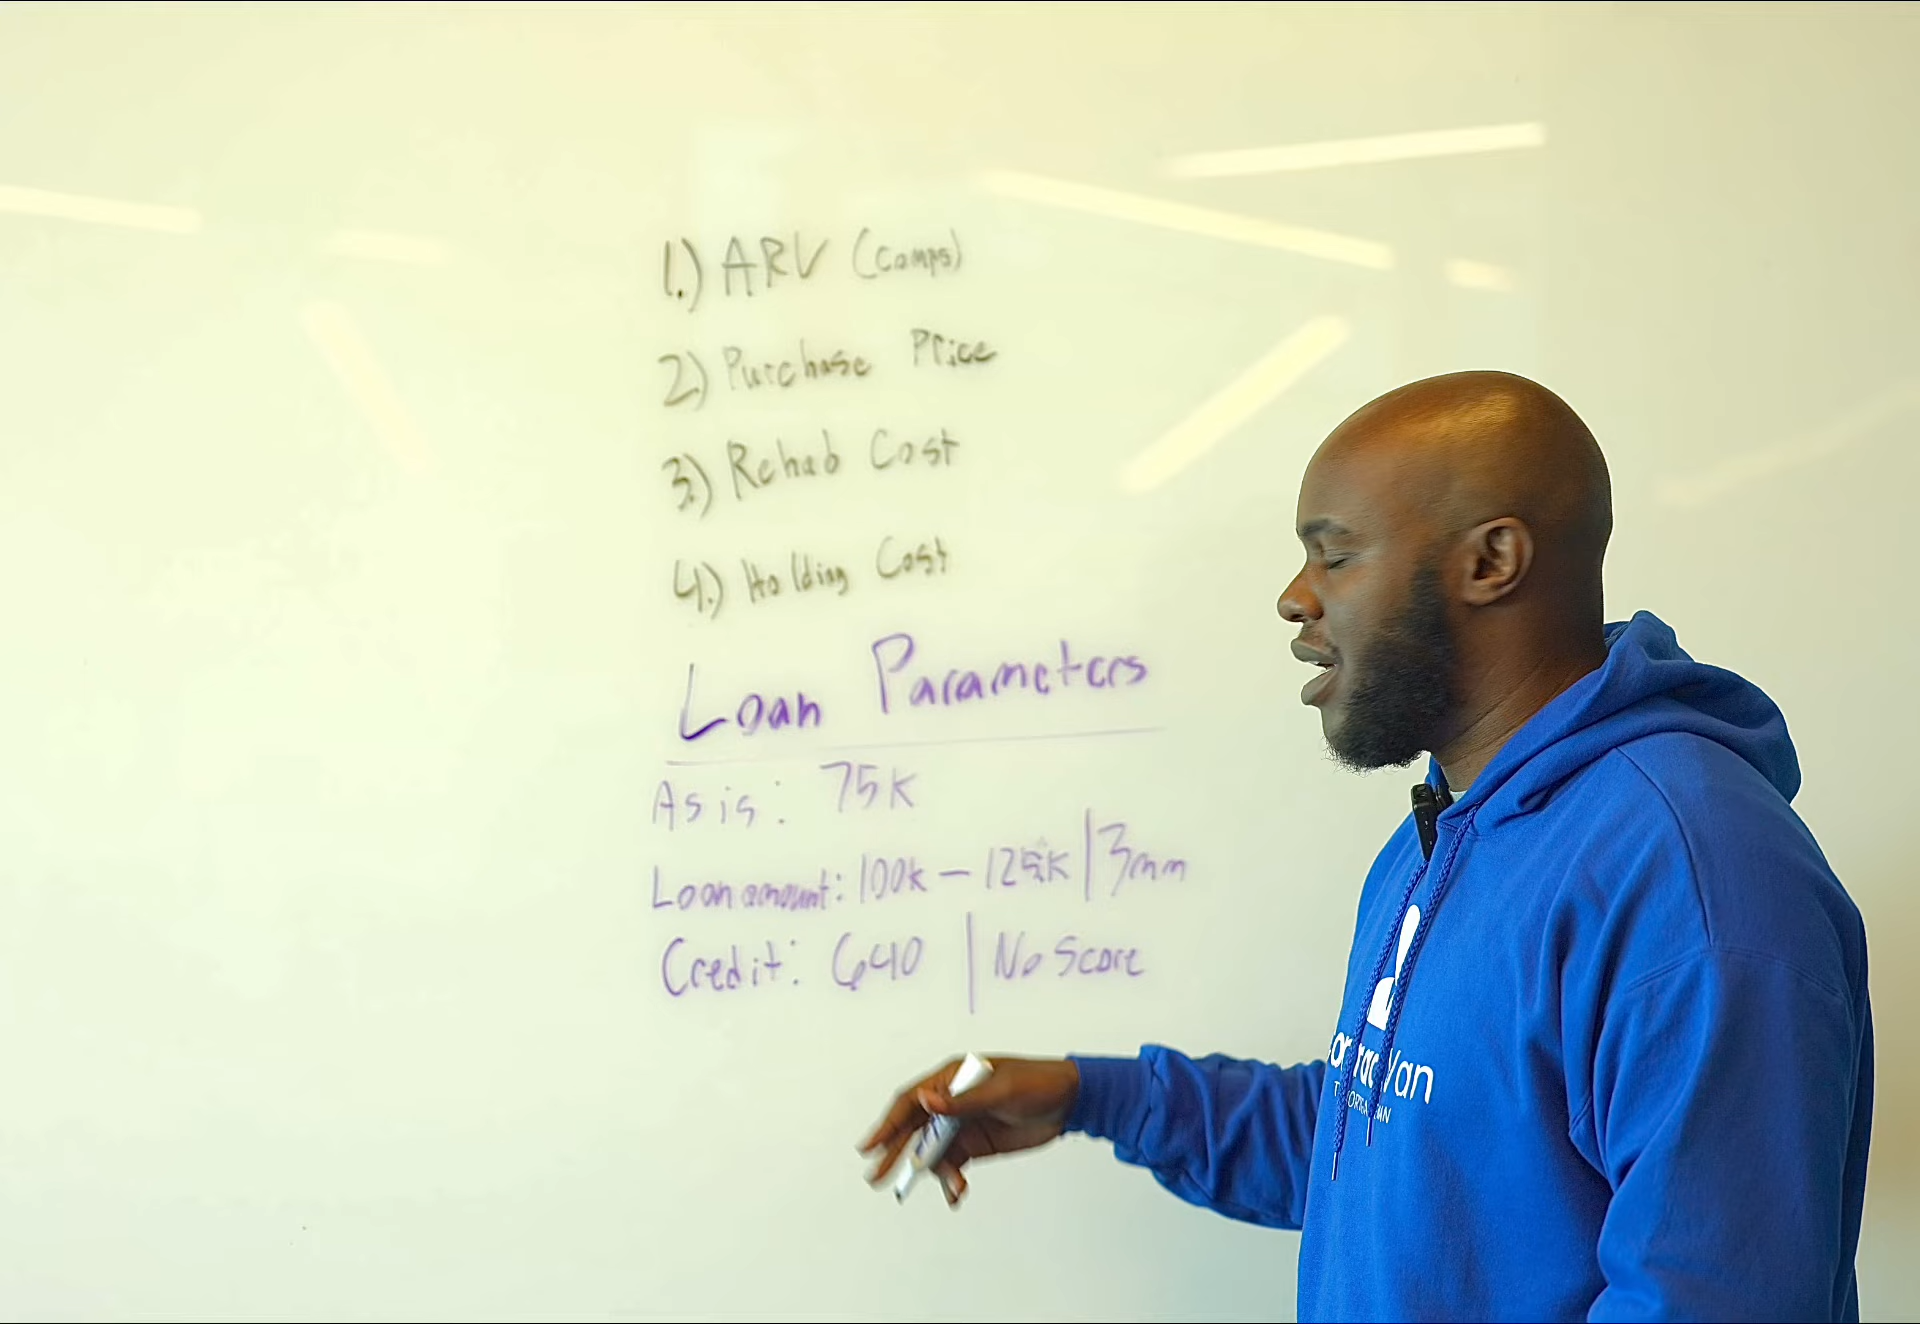 1.) ARV (Comps)
2.) Purchase Price
3.) Rehab Cost
4.) Holding Cost
Loan Parameters
As is: 75K
Loan amount: 100k - 125K | 3mm
Credit: 640 | No Score
Van